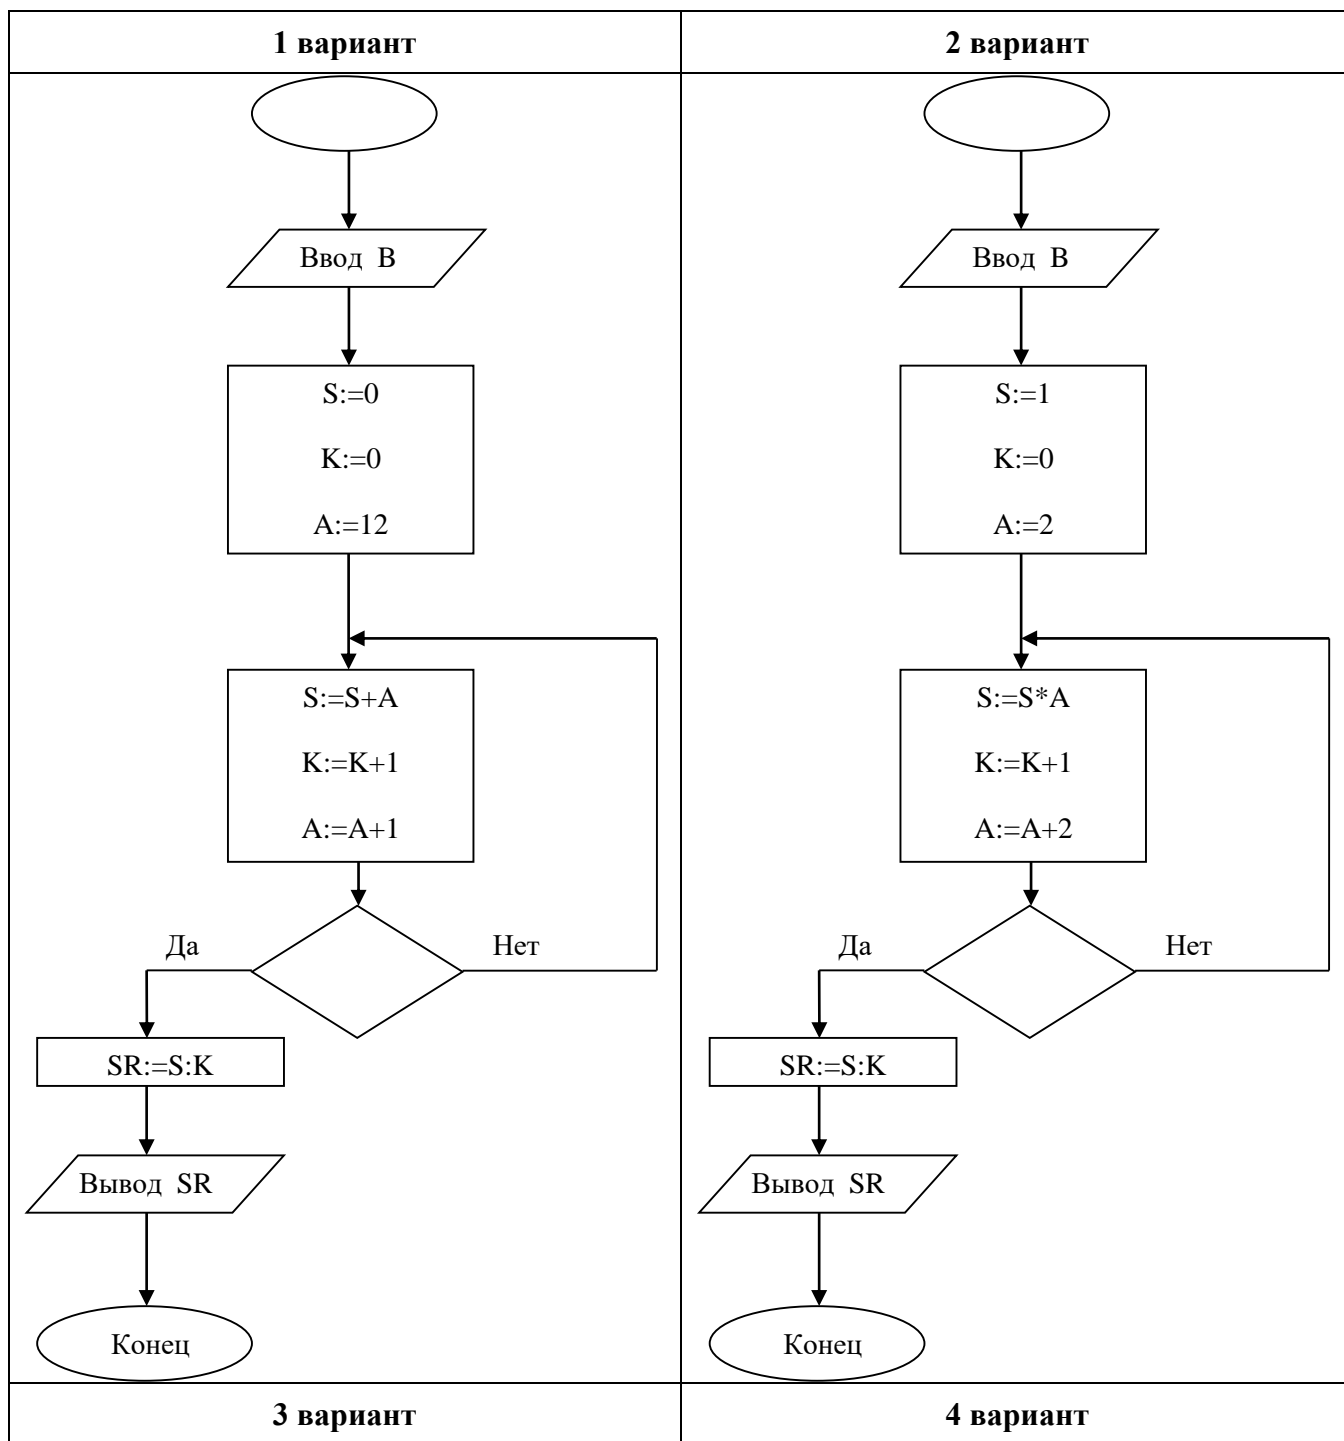 1 вариант
2 вариант
Ввод B
S:=0
K:=0
A:=12
S:=S+A
K:=K+1
A:=A+1
Да
Нет
SR:=S:K
Вывод SR
Конец
Ввод B
S:=1
K:=0
A:=2
S:=S*A
K:=K+1
A:=A+2
Да
Нет
SR:=S:K
Вывод SR
Конец
3 вариант
4 вариант